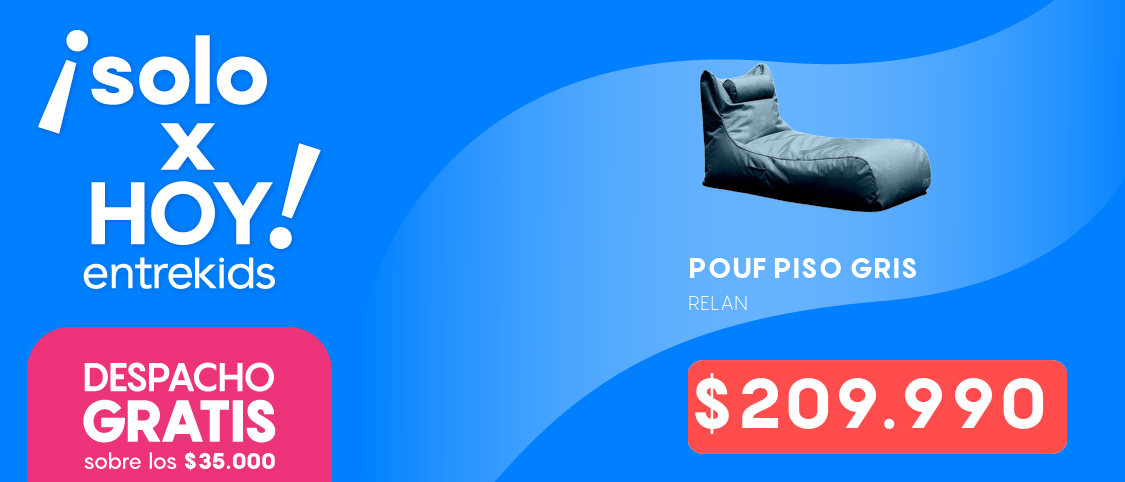 ¡solo
x
HOY!
entrekids
DESPACHO
GRATIS
sobre los $35.000
POUF PISO GRIS
RELAN
$209.990